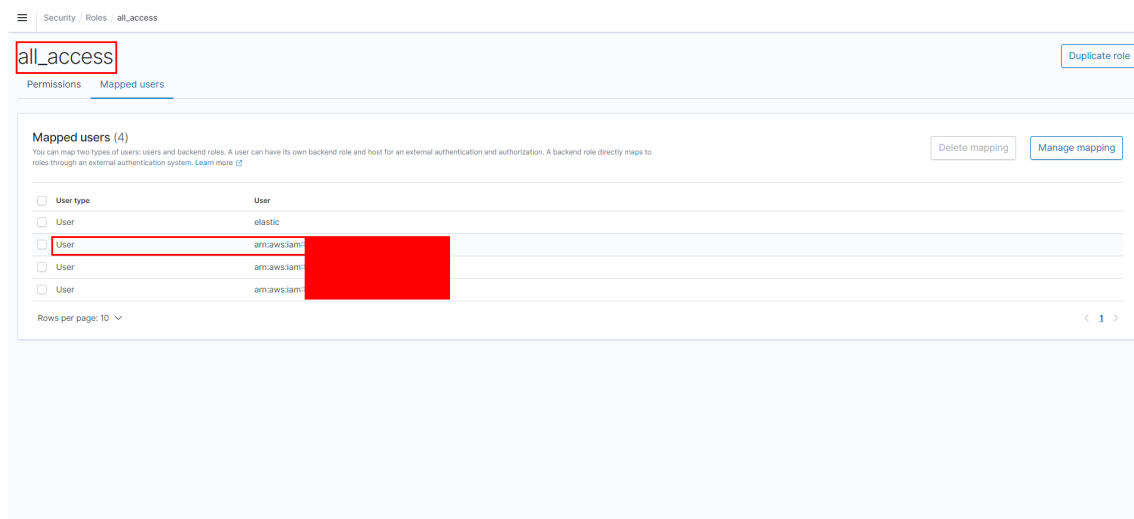 Security / Roles / all_access
all_access
Duplicate role
Permissions Mapped users
Mapped users (4)
You can map two types of users: users and backend roles. A user can have its own backend role and host for an external authentication and authorization. A backend role directly maps to
roles through an external authentication system. Learn more
Delete mapping Manage mapping
User type User
User elastic
User arn:aws:iam:
User arn:aws:iam:
User arn:aws:iam:
Rows per page: 10
< 1 >